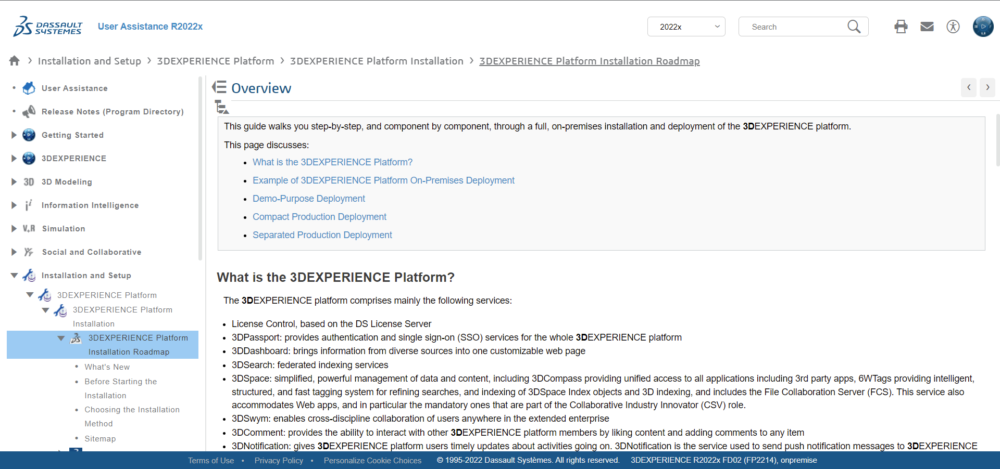 DASSAULT
SYSTEMES
User Assistance R2022x
2022x
Search
Installation and Setup
3DEXPERIENCE Platform
3DEXPERIENCE Platform Installation
3DEXPERIENCE Platform Installation Roadmap
• User Assistance
• Release Notes (Program Directory)
Getting Started
3DEXPERIENCE
3D 3D Modeling
Information Intelligence
V+R Simulation
Social and Collaborative
Installation and Setup
3DEXPERIENCE Platform
3DEXPERIENCE Platform
Installation
3DEXPERIENCE Platform
Installation Roadmap
• What's New
• Before Starting the
Installation
• Choosing the Installation
Method
• Sitemap
Overview
This guide walks you step-by-step, and component by component, through a full, on-premises installation and deployment of the 3DEXPERIENCE platform.
This page discusses:
• What is the 3DEXPERIENCE Platform?
• Example of 3DEXPERIENCE Platform On-Premises Deployment
• Demo-Purpose Deployment
• Compact Production Deployment
• Separated Production Deployment
What is the 3DEXPERIENCE Platform?
The 3DEXPERIENCE platform comprises mainly the following services:
• License Control, based on the DS License Server
• 3DPassport: provides authentication and single sign-on (SSO) services for the whole 3DEXPERIENCE platform
• 3DDashboard: brings information from diverse sources into one customizable web page
• 3DSearch: federated indexing services
• 3DSpace: simplified, powerful management of data and content, including 3DCompass providing unified access to all applications including 3rd party apps, 6WTags providing intelligent,
structured, and fast tagging system for refining searches, and indexing of 3DSpace Index objects and 3D indexing, and includes the File Collaboration Server (FCS). This service also
accommodates Web apps, and in particular the mandatory ones that are part of the Collaborative Industry Innovator (CSV) role.
• 3DSwym: enables cross-discipline collaboration of users anywhere in the extended enterprise
• 3DComment: provides the ability to interact with other 3DEXPERIENCE platform members by liking content and adding comments to any item
• 3DNotification: gives 3DEXPERIENCE platform users timely updates about activities going on. 3DNotification is the service used to send push notification messages to 3DEXPERIENCE
Terms of Use • Privacy Policy • Personalize Cookie Choices © 1995-2022 Dassault Systèmes. All rights reserved. 3DEXPERIENCE R2022x FD02 (FP2214), onpremise